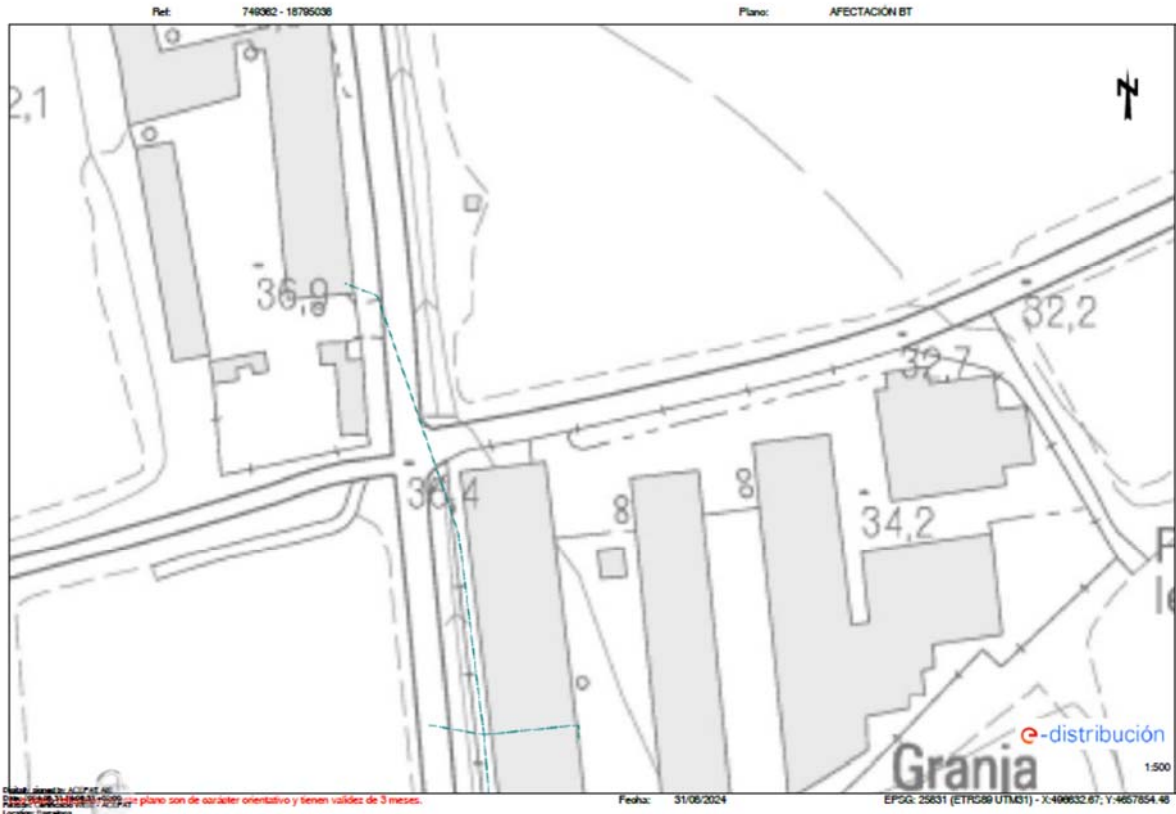 Ref: 749362 - 18795036 Plano: AFECTACIÓN BT
2,1
N
36,9
32,2
32,7
36,4
8
8
34,2
Granja
e-distribución
1:500
plano son de carácter orientativo y tienen validez de 3 meses.
Fecha: 31/08/2024
EPSG: 25831 (ETRS89 UTM31) - X:496632.67; Y:4657854.48